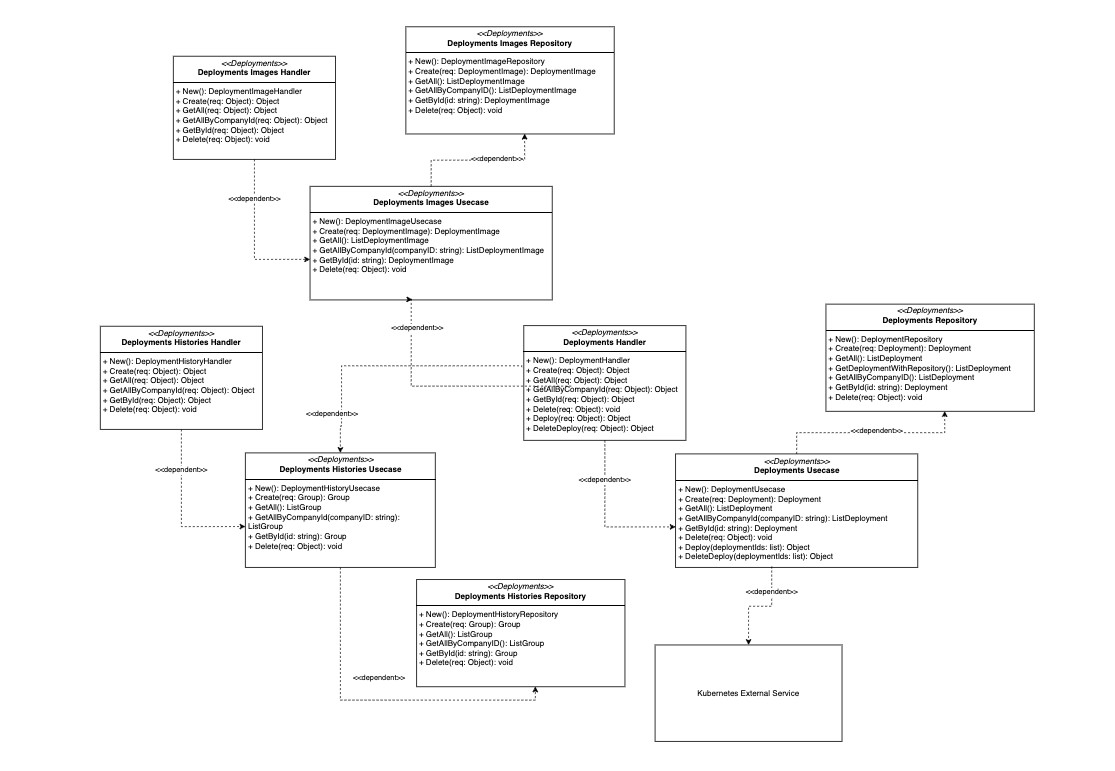 <<Deployments>>
Deployments Images Repository
+ New(): DeploymentImageRepository
+ Create(req: DeploymentImage): DeploymentImage
+ GetAll(): ListDeploymentImage
+ GetAllByCompanyID(): ListDeploymentImage
+ GetById(id: string): DeploymentImage
+ Delete(req: Object): void
<<Deployments>>
Deployments Images Handler
+ New(): DeploymentImageHandler
+ Create(req: Object): Object
+ GetAll(req: Object): Object
+ GetAllByCompanyId(req: Object): Object
+ GetById(req: Object): Object
+ Delete(req: Object): void
<<dependent>>
<<dependent>>
<<Deployments>>
Deployments Images Usecase
+ New(): DeploymentImageUsecase
+ Create(req: DeploymentImage): DeploymentImage
+ GetAll(): ListDeploymentImage
+ GetAllByCompanyId(companyID: string): ListDeploymentImage
+ GetById(id: string): DeploymentImage
+ Delete(req: Object): void
<<dependent>>
<<Deployments>>
Deployments Histories Handler
+ New(): DeploymentHistoryHandler
+ Create(req: Object): Object
+ GetAll(req: Object): Object
+ GetAllByCompanyId(req: Object): Object
+ GetById(req: Object): Object
+ Delete(req: Object): void
<<Deployments>>
Deployments Handler
+ New(): DeploymentHandler
+ Create(req: Object): Object
+ GetAll(req: Object): Object
+ GetAllByCompanyId(req: Object): Object
+ GetById(req: Object): Object
+ Delete(req: Object): void
+ Deploy(req: Object): Object
+ DeleteDeploy(req: Object): Object
<<Deployments>>
Deployments Repository
+ New(): DeploymentRepository
+ Create(req: Deployment): Deployment
+ GetAll(): ListDeployment
+ GetDeploymentWithRepository(): ListDeployment
+ GetAllByCompanyID(): ListDeployment
+ GetById(id: string): Deployment
+ Delete(req: Object): void
<<dependent>>
<<dependent>>
<<dependent>>
<<dependent>>
<<Deployments>>
Deployments Histories Usecase
+ New(): DeploymentHistoryUsecase
+ Create(req: Group): Group
+ GetAll(): ListGroup
+ GetAllByCompanyId(companyID: string):
ListGroup
+ GetById(id: string): Group
+ Delete(req: Object): void
<<Deployments>>
Deployments Usecase
+ New(): DeploymentUsecase
+ Create(req: Deployment): Deployment
+ GetAll(): ListDeployment
+ GetAllByCompanyId(companyID: string): ListDeployment
+ GetById(id: string): Deployment
+ Delete(req: Object): void
+ Deploy(deploymentIds: list): Object
+ DeleteDeploy(deploymentIds: list): Object
<<Deployments>>
Deployments Histories Repository
+ New(): DeploymentHistoryRepository
+ Create(req: Group): Group
+ GetAll(): ListGroup
+ GetAllByCompanyID(): ListGroup
+ GetById(id: string): Group
+ Delete(req: Object): void
<<dependent>>
<<dependent>>
Kubernetes External Service